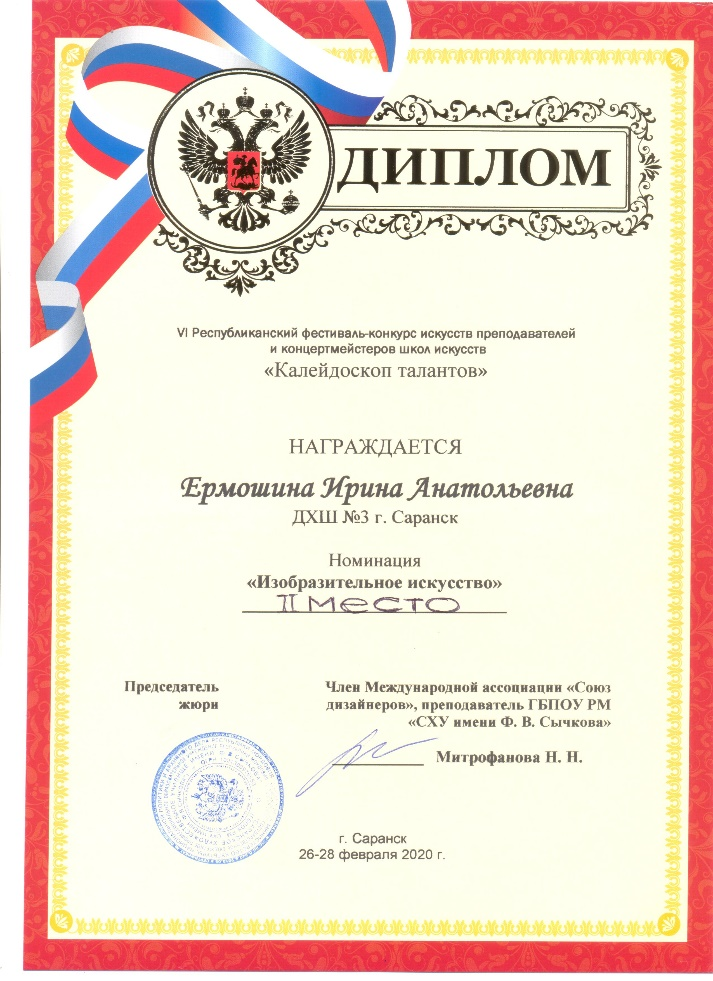 ДИПЛОМ
VI Республиканский фестиваль-конкурс искусств преподавателей
и концертмейстеров школ искусств
«Калейдоскоп талантов»
НАГРАЖДАЕТСЯ
Ермошина Ирина Анатольевна
ДХШ №3 г. Саранск
Номинация
«Изобразительное искусство»
II место
Председатель
жюри
Член Международной ассоциации «Союз
дизайнеров», преподаватель ГБПОУ РМ
«СХУ имени Ф. В. Сычкова»
Митрофанова Н. Н.
г. Саранск
26-28 февраля 2020 г.